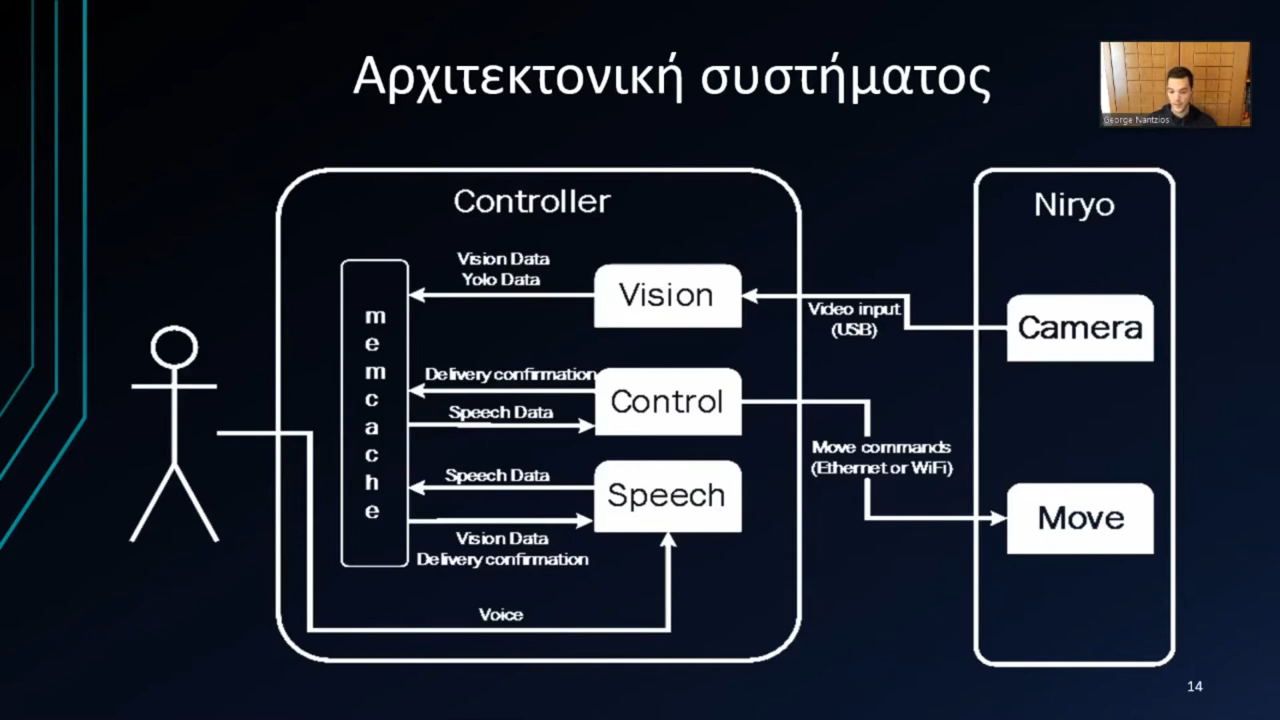 Αρχιτεκτονική συστήματος
George Nantzios
Controller
Niryo
memcache
Vision Data
Yolo Data
Vision
Video input
(USB)
Camera
Delivery confirmation
Speech Data
Control
Move commands
(Ethernet or WiFi)
Speech Data
Speech
Vision Data
Delivery confirmation
Move
Voice
14